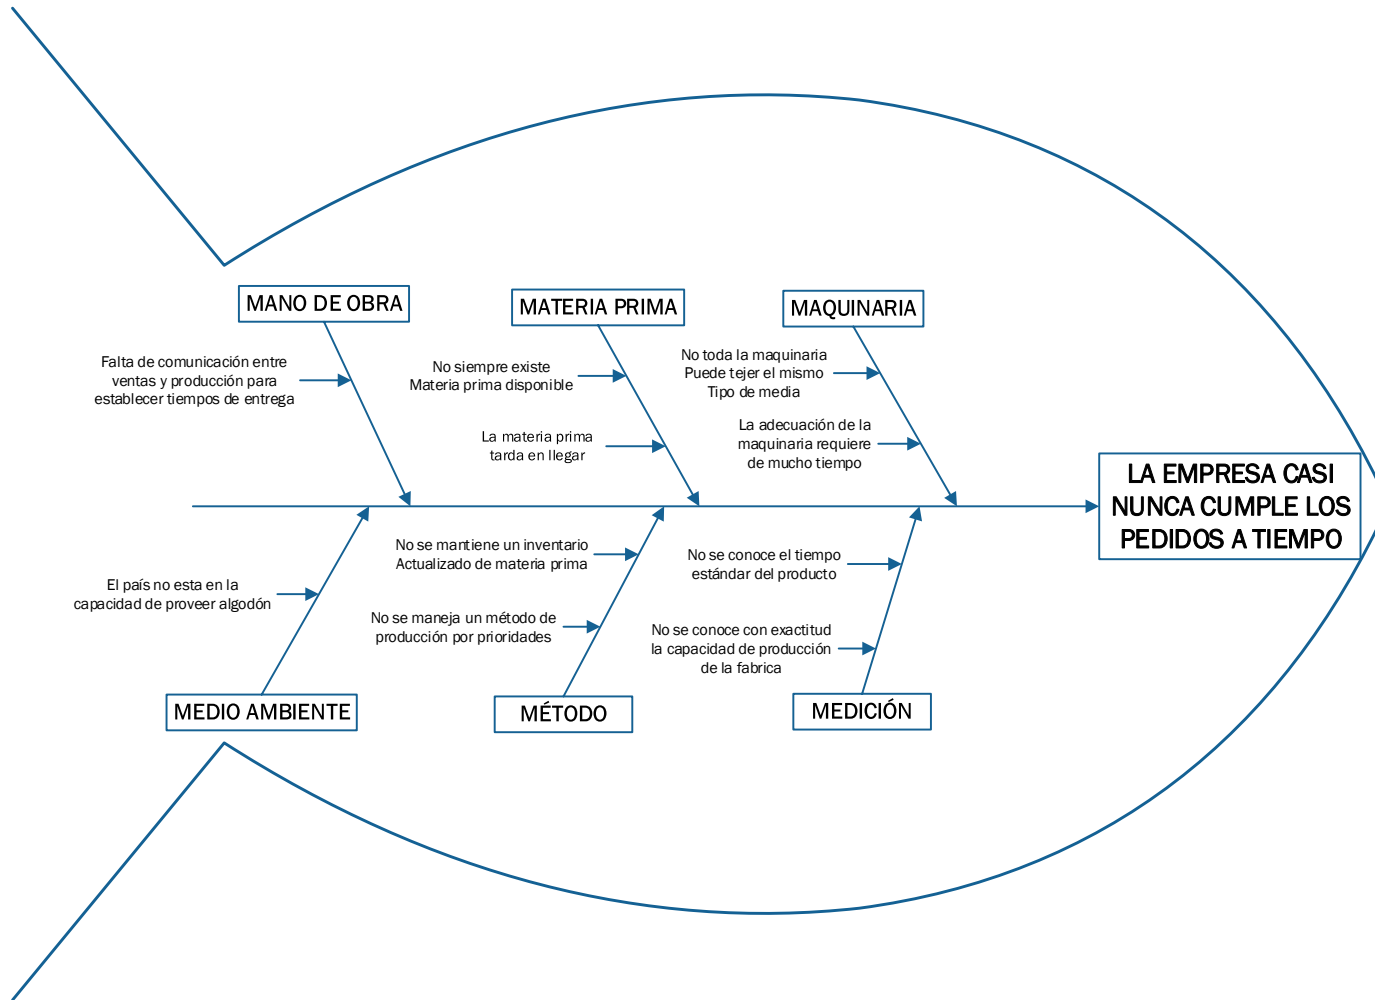 MANO DE OBRA
MATERIA PRIMA
MAQUINARIA
Falta de comunicación entre
ventas y producción para
establecer tiempos de entrega
No siempre existe
Materia prima disponible
La materia prima
tarda en llegar
No toda la maquinaria
Puede tejer el mismo
Tipo de media
La adecuación de la
maquinaria requiere
de mucho tiempo
LA EMPRESA CASI
NUNCA CUMPLE LOS
PEDIDOS A TIEMPO
El país no esta en la
capacidad de proveer algodón
No se mantiene un inventario
Actualizado de materia prima
No se maneja un método de
producción por prioridades
No se conoce el tiempo
estándar del producto
No se conoce con exactitud
la capacidad de producción
de la fabrica
MEDIO AMBIENTE
MÉTODO
MEDICIÓN